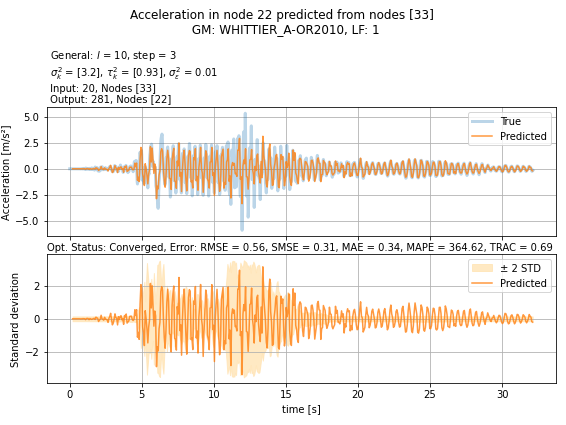 Acceleration in node 22 predicted from nodes [33]
GM: WHITTIER_A-OR2010, LF: 1
General: l = 10, step = 3
σ²ₖ = [3.2], τ²ₖ = [0.93], σ²ε = 0.01
Input: 20, Nodes [33]
Output: 281, Nodes [22]
Acceleration [m/s²]
5.0
2.5
0.0
−2.5
−5.0
True
Predicted
Opt. Status: Converged, Error: RMSE = 0.56, SMSE = 0.31, MAE = 0.34, MAPE = 364.62, TRAC = 0.69
Standard deviation
2
0
−2
± 2 STD
Predicted
0 5 10 15 20 25 30
time [s]